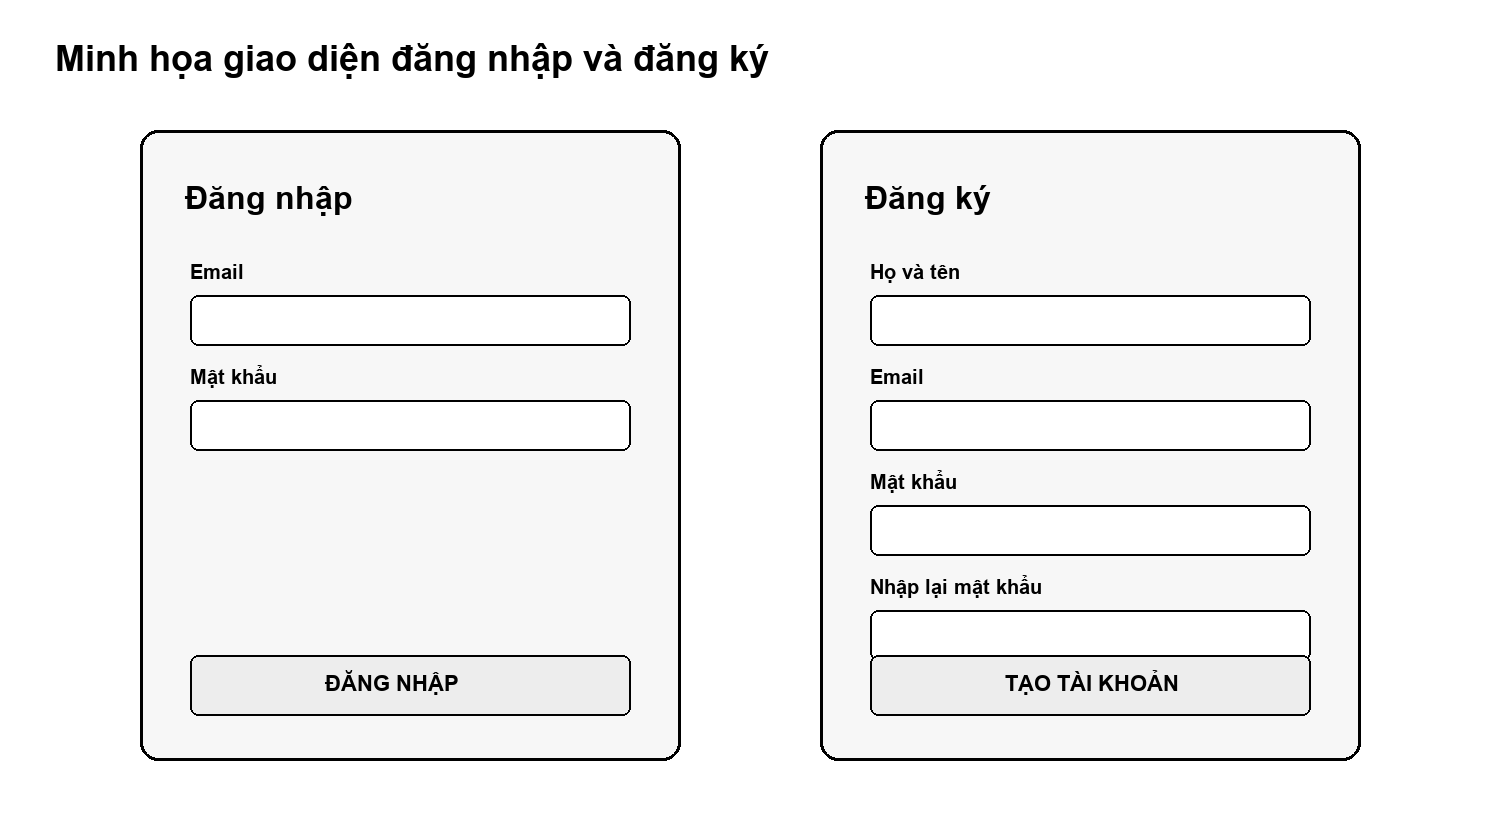 Minh họa giao diện đăng nhập và đăng ký
Đăng nhập
Email
Mật khẩu
ĐĂNG NHẬP
Đăng ký
Họ và tên
Email
Mật khẩu
Nhập lại mật khẩu
TẠO TÀI KHOẢN